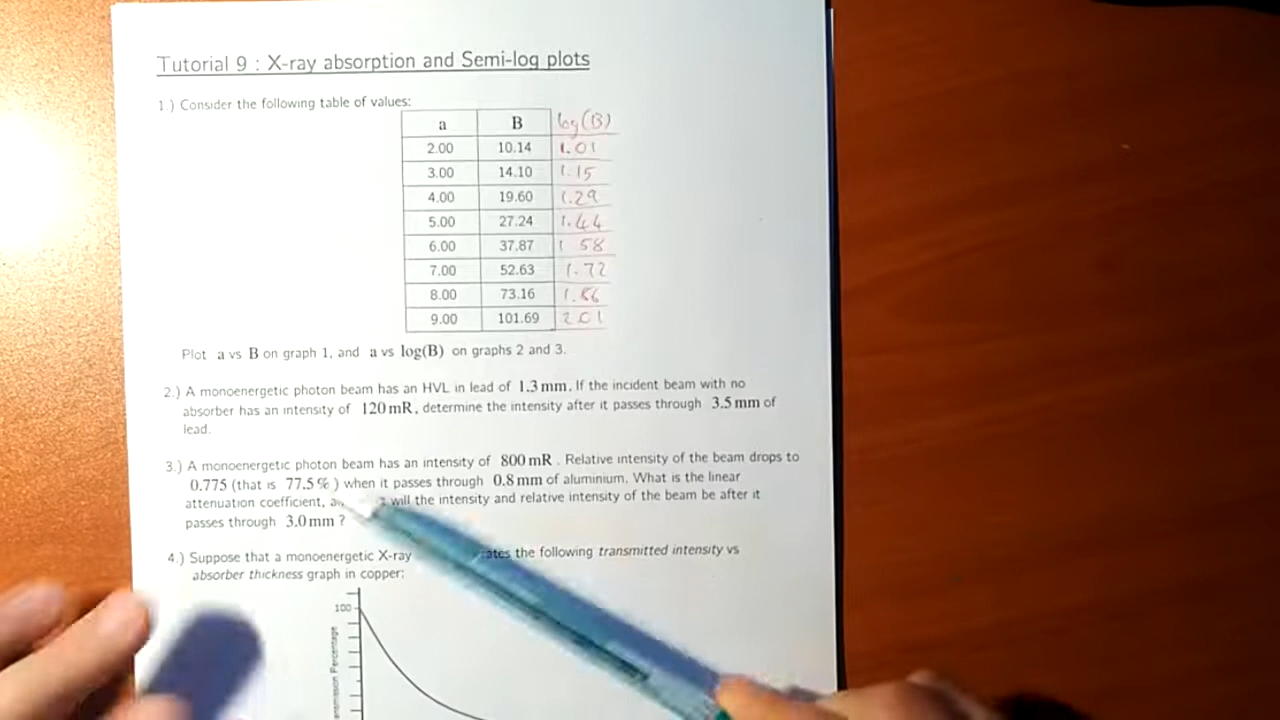 Tutorial 9 : X-ray absorption and Semi-log plots
1.) Consider the following table of values:
a B log(B)
2.00 10.14 1.01
3.00 14.10 1.15
4.00 19.60 1.29
5.00 27.24 1.44
6.00 37.87 1 58
7.00 52.63 1.72
8.00 73.16 1.86
9.00 101.69 2 01
Plot a vs B on graph 1, and a vs log(B) on graphs 2 and 3.
2.) A monoenergetic photon beam has an HVL in lead of 1.3 mm. If the incident beam with no
absorber has an intensity of 120 mR, determine the intensity after it passes through 3.5 mm of
lead.
3.) A monoenergetic photon beam has an intensity of 800 mR . Relative intensity of the beam drops to
0.775 (that is 77.5 % ) when it passes through 0.8 mm of aluminium. What is the linear
attenuation coefficient, will the intensity and relative intensity of the beam be after it
passes through 3.0 mm ?
4.) Suppose that a monoenergetic X-ray the following transmitted intensity vs
absorber thickness graph in copper:
100
Percentage